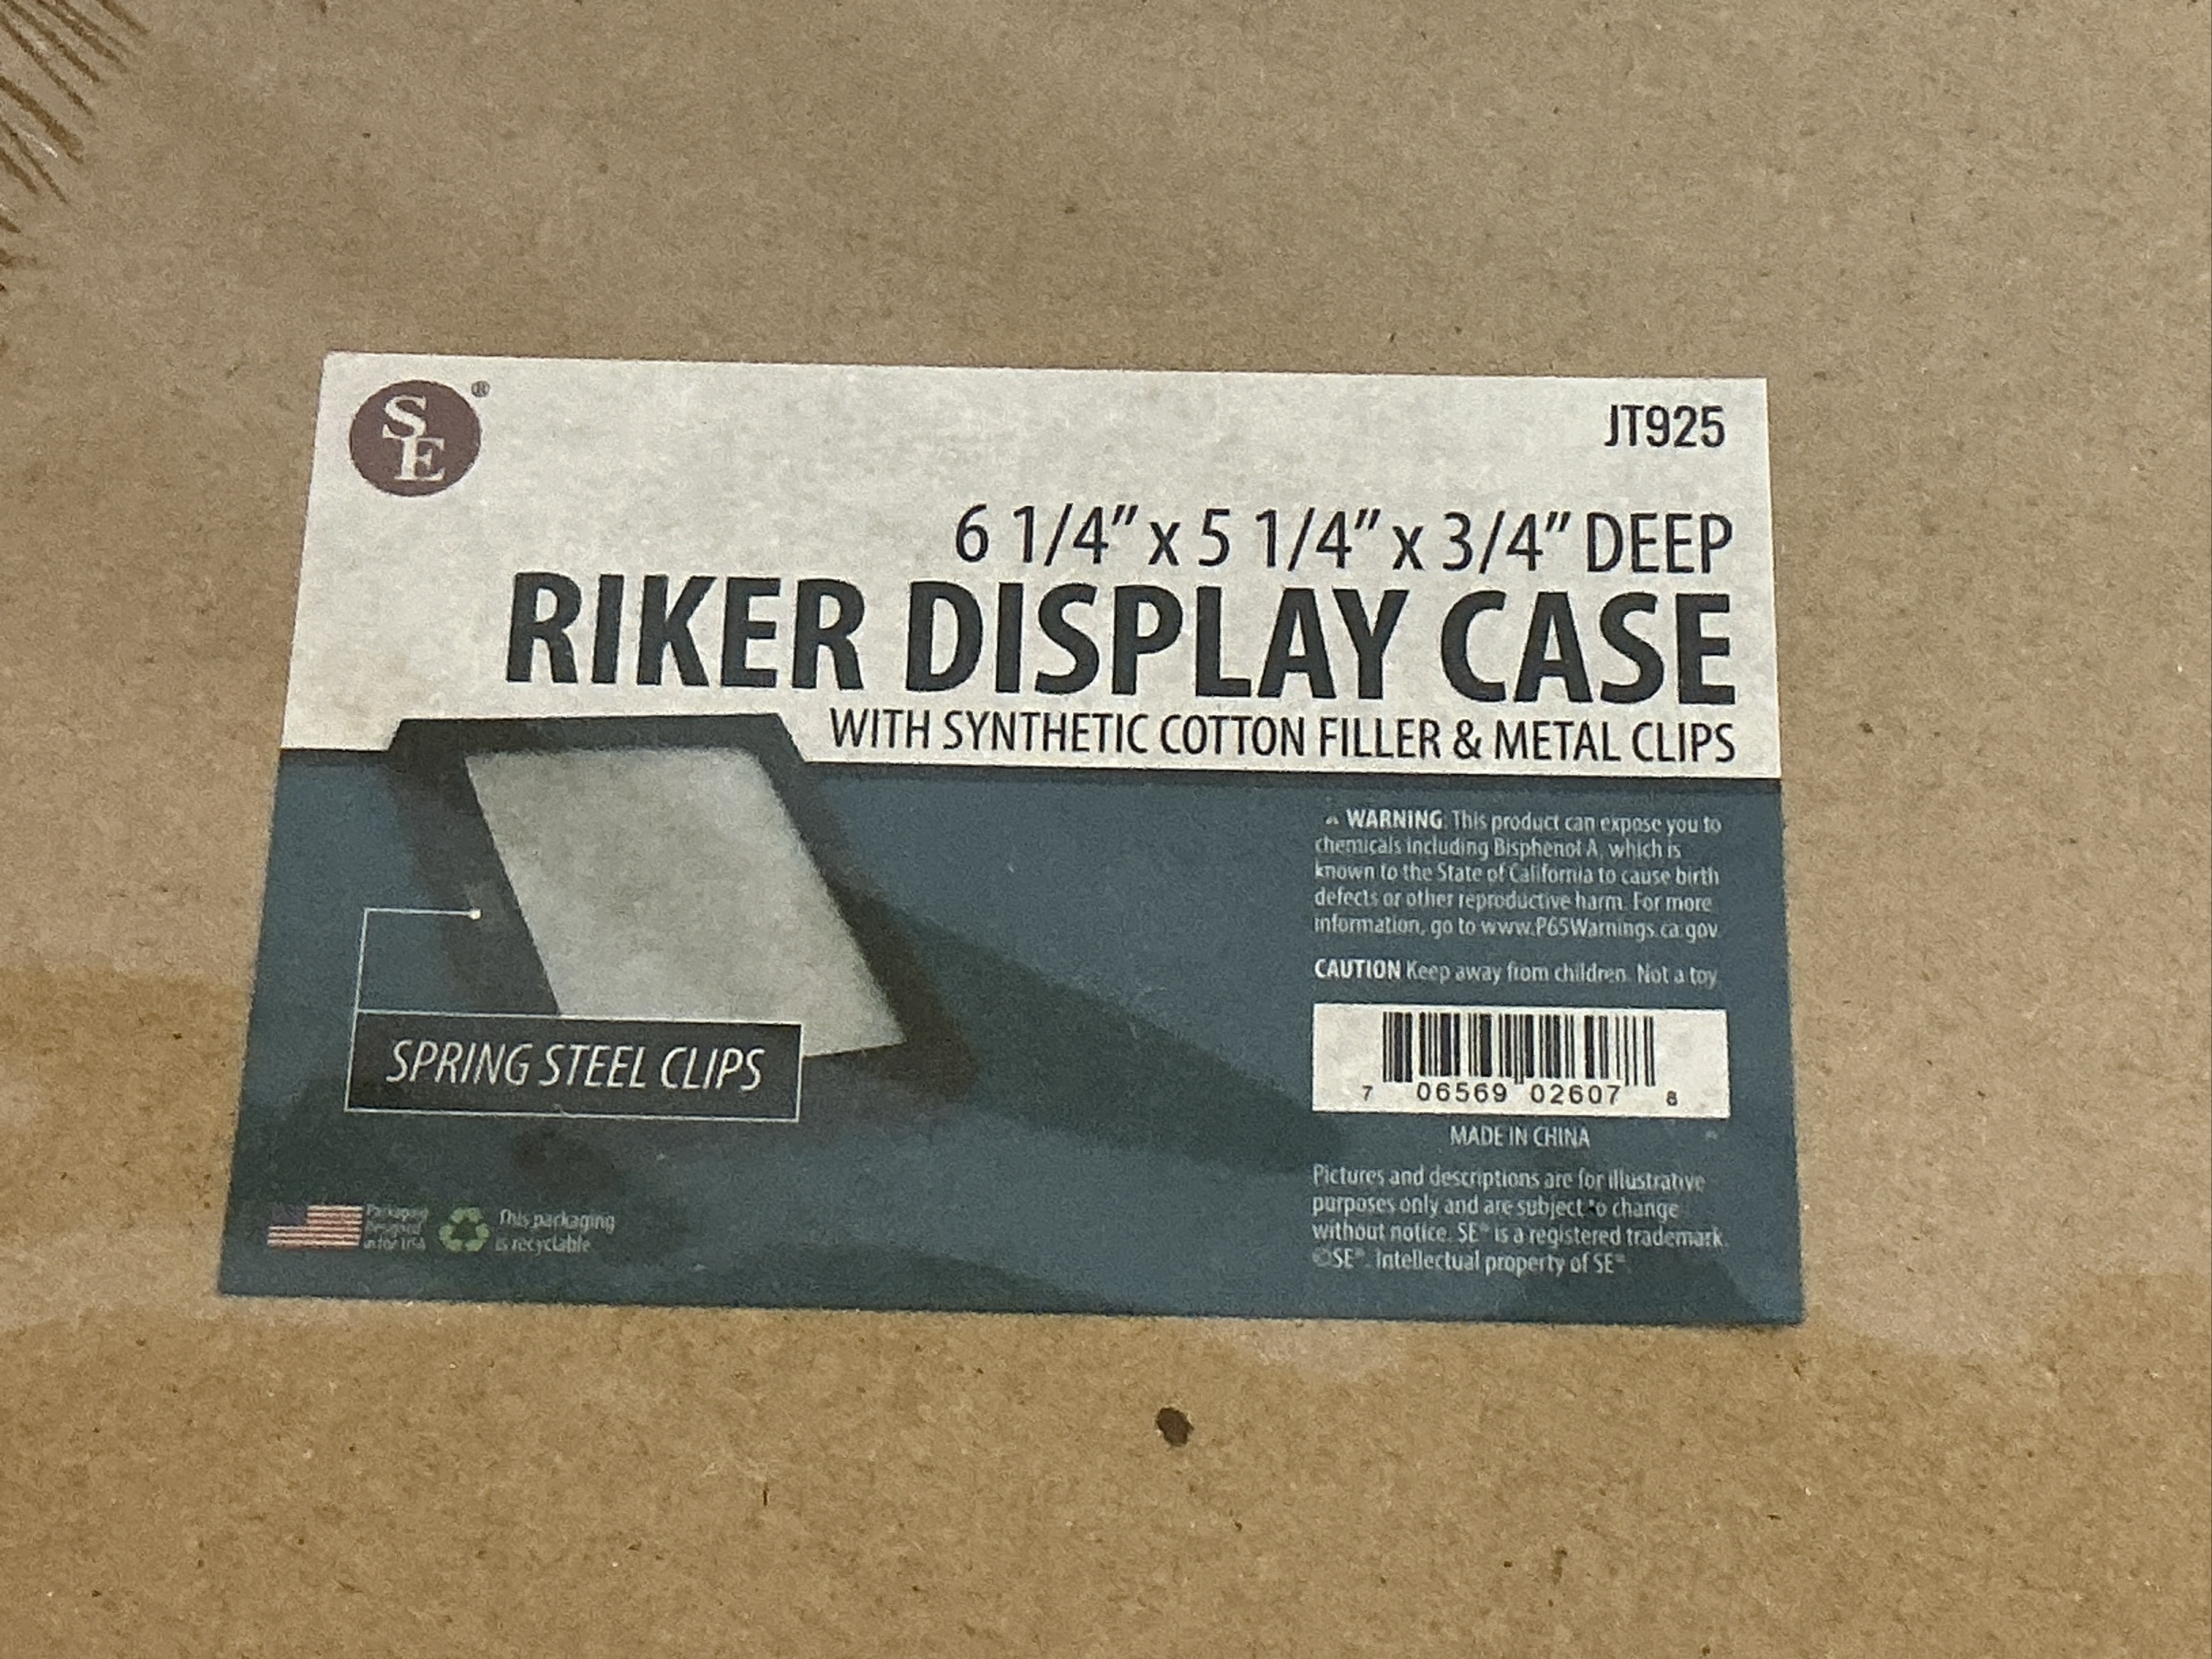 SE®
JT925
6 1/4” x 5 1/4” x 3/4” DEEP
RIKER DISPLAY CASE
WITH SYNTHETIC COTTON FILLER & METAL CLIPS
SPRING STEEL CLIPS
WARNING: This product can expose you to
chemicals including Bisphenol A, which is
known to the State of California to cause birth
defects or other reproductive harm. For more
information, go to www.P65Warnings.ca.gov.
CAUTION Keep away from children. Not a toy.
7 06569 02607 8
MADE IN CHINA
Pictures and descriptions are for illustrative
purposes only and are subject to change
without notice. SE® is a registered trademark.
©SE®. Intellectual property of SE®.
Packaging
Designed
in the USA
This packaging
is recyclable